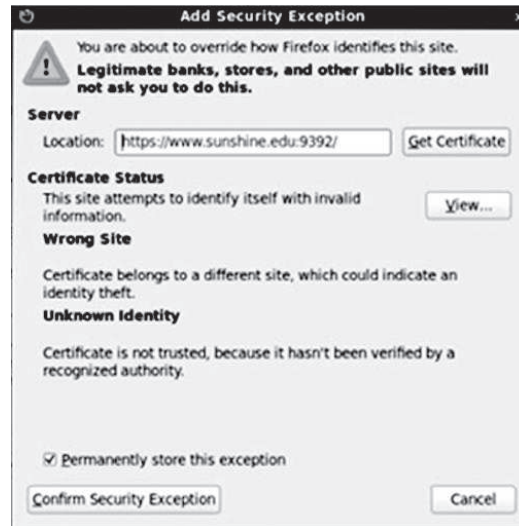 Add Security Exception
You are about to override how Firefox identifies this site.
Legitimate banks, stores, and other public sites will
not ask you to do this.
Server
Location: https://www.sunshine.edu:9392/ Get Certificate
Certificate Status
This site attempts to identify itself with invalid
information.
View...
Wrong Site
Certificate belongs to a different site, which could indicate an
identity theft.
Unknown Identity
Certificate is not trusted, because it hasn't been verified by a
recognized authority.
Permanently store this exception
Confirm Security Exception Cancel